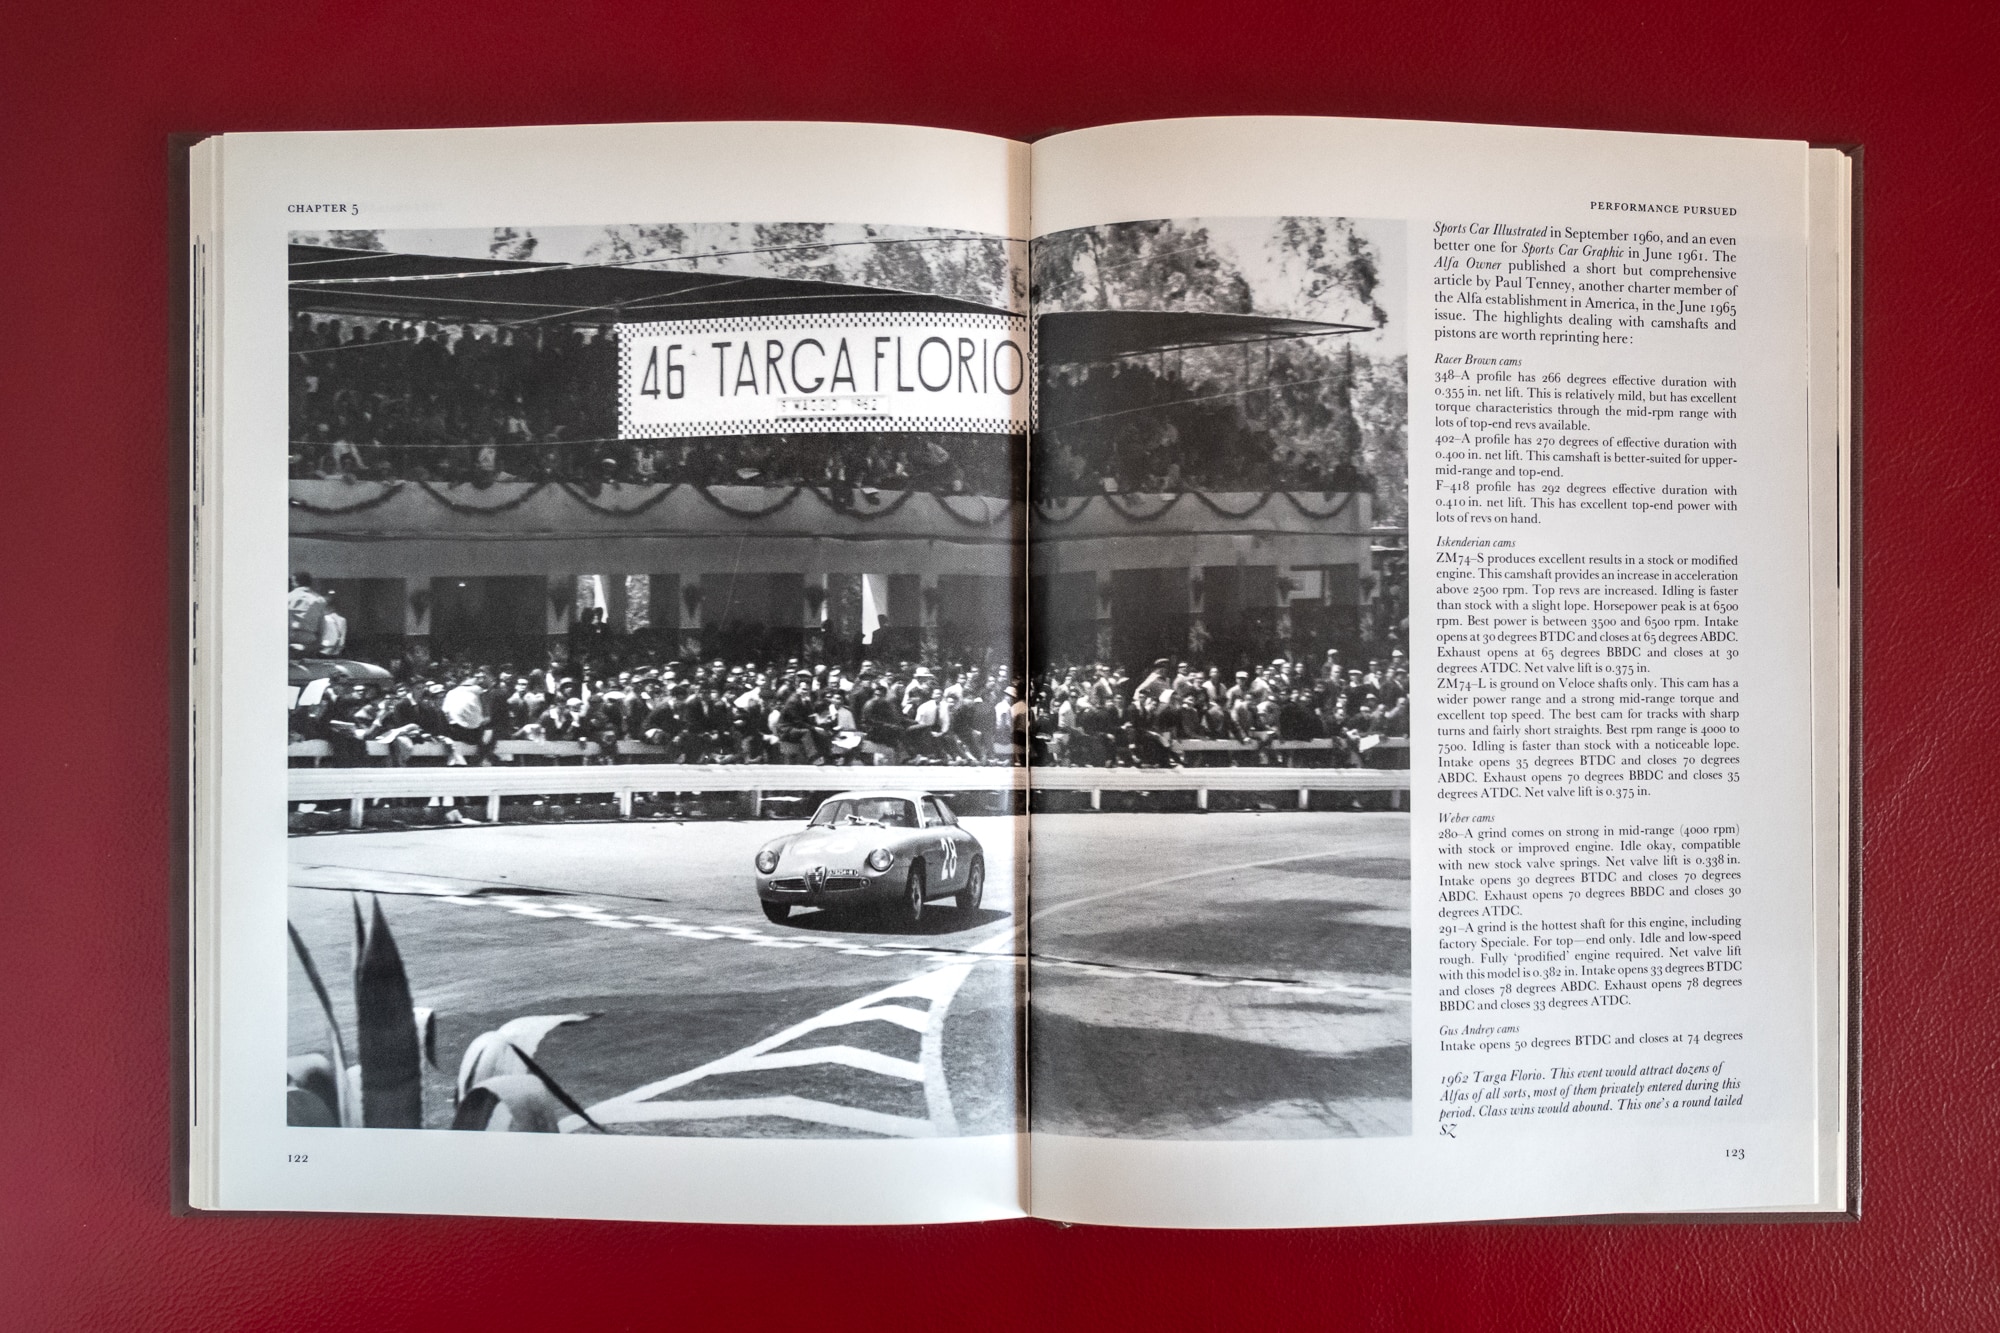 CHAPTER 5
46ª TARGA FLORIO
MAGGIO 1962
28
28
122
PERFORMANCE PURSUED
Sports Car Illustrated in September 1960, and an even
better one for Sports Car Graphic in June 1961. The
Alfa Owner published a short but comprehensive
article by Paul Tenney, another charter member of
the Alfa establishment in America, in the June 1965
issue. The highlights dealing with camshafts and
pistons are worth reprinting here:
Racer Brown cams
348–A profile has 266 degrees effective duration with
0.355 in. net lift. This is relatively mild, but has excellent
torque characteristics through the mid-rpm range with
lots of top-end revs available.
402–A profile has 270 degrees of effective duration with
0.400 in. net lift. This camshaft is better-suited for upper-
mid-range and top-end.
F–418 profile has 292 degrees effective duration with
0.410 in. net lift. This has excellent top-end power with
lots of revs on hand.
Iskenderian cams
ZM74–S produces excellent results in a stock or modified
engine. This camshaft provides an increase in acceleration
above 2500 rpm. Top revs are increased. Idling is faster
than stock with a slight lope. Horsepower peak is at 6500
rpm. Best power is between 3500 and 6500 rpm. Intake
opens at 30 degrees BTDC and closes at 65 degrees ABDC.
Exhaust opens at 65 degrees BBDC and closes at 30
degrees ATDC. Net valve lift is 0.375 in.
ZM74–L is ground on Veloce shafts only. This cam has a
wider power range and a strong mid-range torque and
excellent top speed. The best cam for tracks with sharp
turns and fairly short straights. Best rpm range is 4000 to
7500. Idling is faster than stock with a noticeable lope.
Intake opens 35 degrees BTDC and closes 70 degrees
ABDC. Exhaust opens 70 degrees BBDC and closes 35
degrees ATDC. Net valve lift is 0.375 in.
Weber cams
280–A grind comes on strong in mid-range (4000 rpm)
with stock or improved engine. Idle okay, compatible
with new stock valve springs. Net valve lift is 0.338 in.
Intake opens 30 degrees BTDC and closes 70 degrees
ABDC. Exhaust opens 70 degrees BBDC and closes 30
degrees ATDC.
291–A grind is the hottest shaft for this engine, including
factory Speciale. For top—end only. Idle and low-speed
rough. Fully ‘prodified’ engine required. Net valve lift
with this model is 0.382 in. Intake opens 33 degrees BTDC
and closes 78 degrees ABDC. Exhaust opens 78 degrees
BBDC and closes 33 degrees ATDC.
Gus Andrey cams
Intake opens 50 degrees BTDC and closes at 74 degrees
1962 Targa Florio. This event would attract dozens of
Alfas of all sorts, most of them privately entered during this
period. Class wins would abound. This one's a round tailed
SZ
123